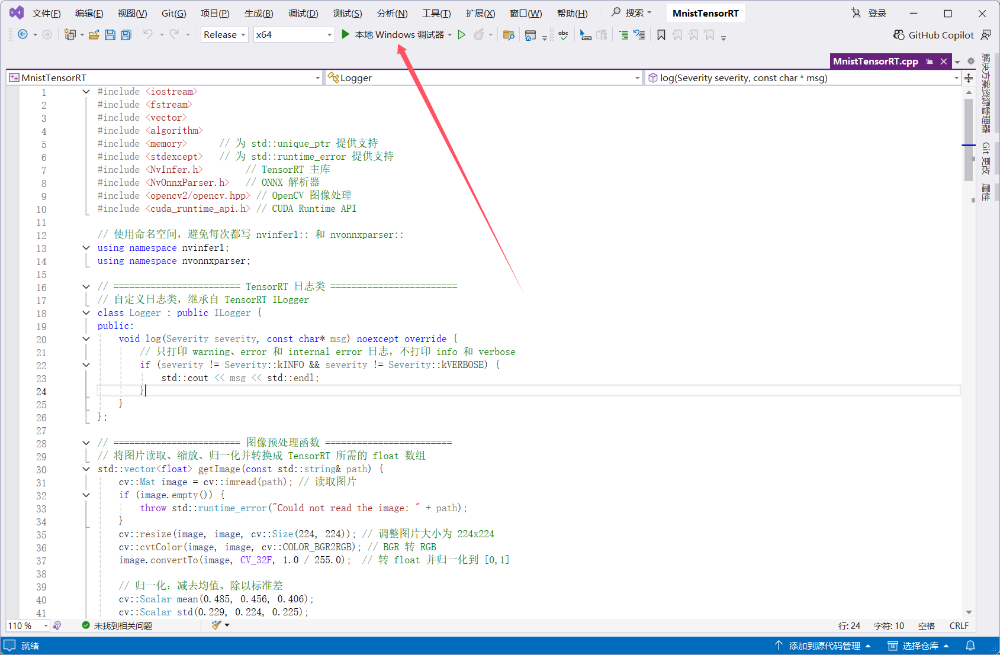 文件(F) 编辑(E) 视图(V) Git(G) 项目(P) 生成(B) 调试(D) 测试(S) 分析(N) 工具(T) 扩展(X) 窗口(W) 帮助(H) 搜索 MnistTensorRT 登录
Release x64 本地 Windows 调试器 abc GitHub Copilot
MnistTensorRT.cpp
MnistTensorRT Logger log(Severity severity, const char * msg)
1 #include <iostream>
2 #include <fstream>
3 #include <vector>
4 #include <algorithm>
5 #include <memory> // 为 std::unique_ptr 提供支持
6 #include <stdexcept> // 为 std::runtime_error 提供支持
7 #include <NvInfer.h> // TensorRT 主库
8 #include <NvOnnxParser.h> // ONNX 解析器
9 #include <opencv2/opencv.hpp> // OpenCV 图像处理
10 #include <cuda_runtime_api.h> // CUDA Runtime API
11
12 // 使用命名空间，避免每次都写 nvinfer1:: 和 nvonnxparser::
13 using namespace nvinfer1;
14 using namespace nvonnxparser;
15
16 // ======================== TensorRT 日志类 ========================
17 // 自定义日志类，继承自 TensorRT ILogger
18 class Logger : public ILogger {
19 public:
20 void log(Severity severity, const char* msg) noexcept override {
21 // 只打印 warning、error 和 internal error 日志，不打印 info 和 verbose
22 if (severity != Severity::kINFO && severity != Severity::kVERBOSE) {
23 std::cout << msg << std::endl;
24 }
25 }
26 };
27
28 // ======================== 图像预处理函数 ========================
29 // 将图片读取、缩放、归一化并转换成 TensorRT 所需的 float 数组
30 std::vector<float> getImage(const std::string& path) {
31 cv::Mat image = cv::imread(path); // 读取图片
32 if (image.empty()) {
33 throw std::runtime_error("Could not read the image: " + path);
34 }
35 cv::resize(image, image, cv::Size(224, 224)); // 调整图片大小为 224x224
36 cv::cvtColor(image, image, cv::COLOR_BGR2RGB); // BGR 转 RGB
37 image.convertTo(image, CV_32F, 1.0 / 255.0); // 转 float 并归一化到 [0,1]
38
39 // 归一化：减去均值、除以标准差
40 cv::Scalar mean(0.485, 0.456, 0.406);
41 cv::Scalar std(0.229, 0.224, 0.225);
解决方案资源管理器
Git 更改
属性
110 % 未找到相关问题 行: 24 字符: 10 空格 CRLF
就绪 添加到源代码管理 选择仓库